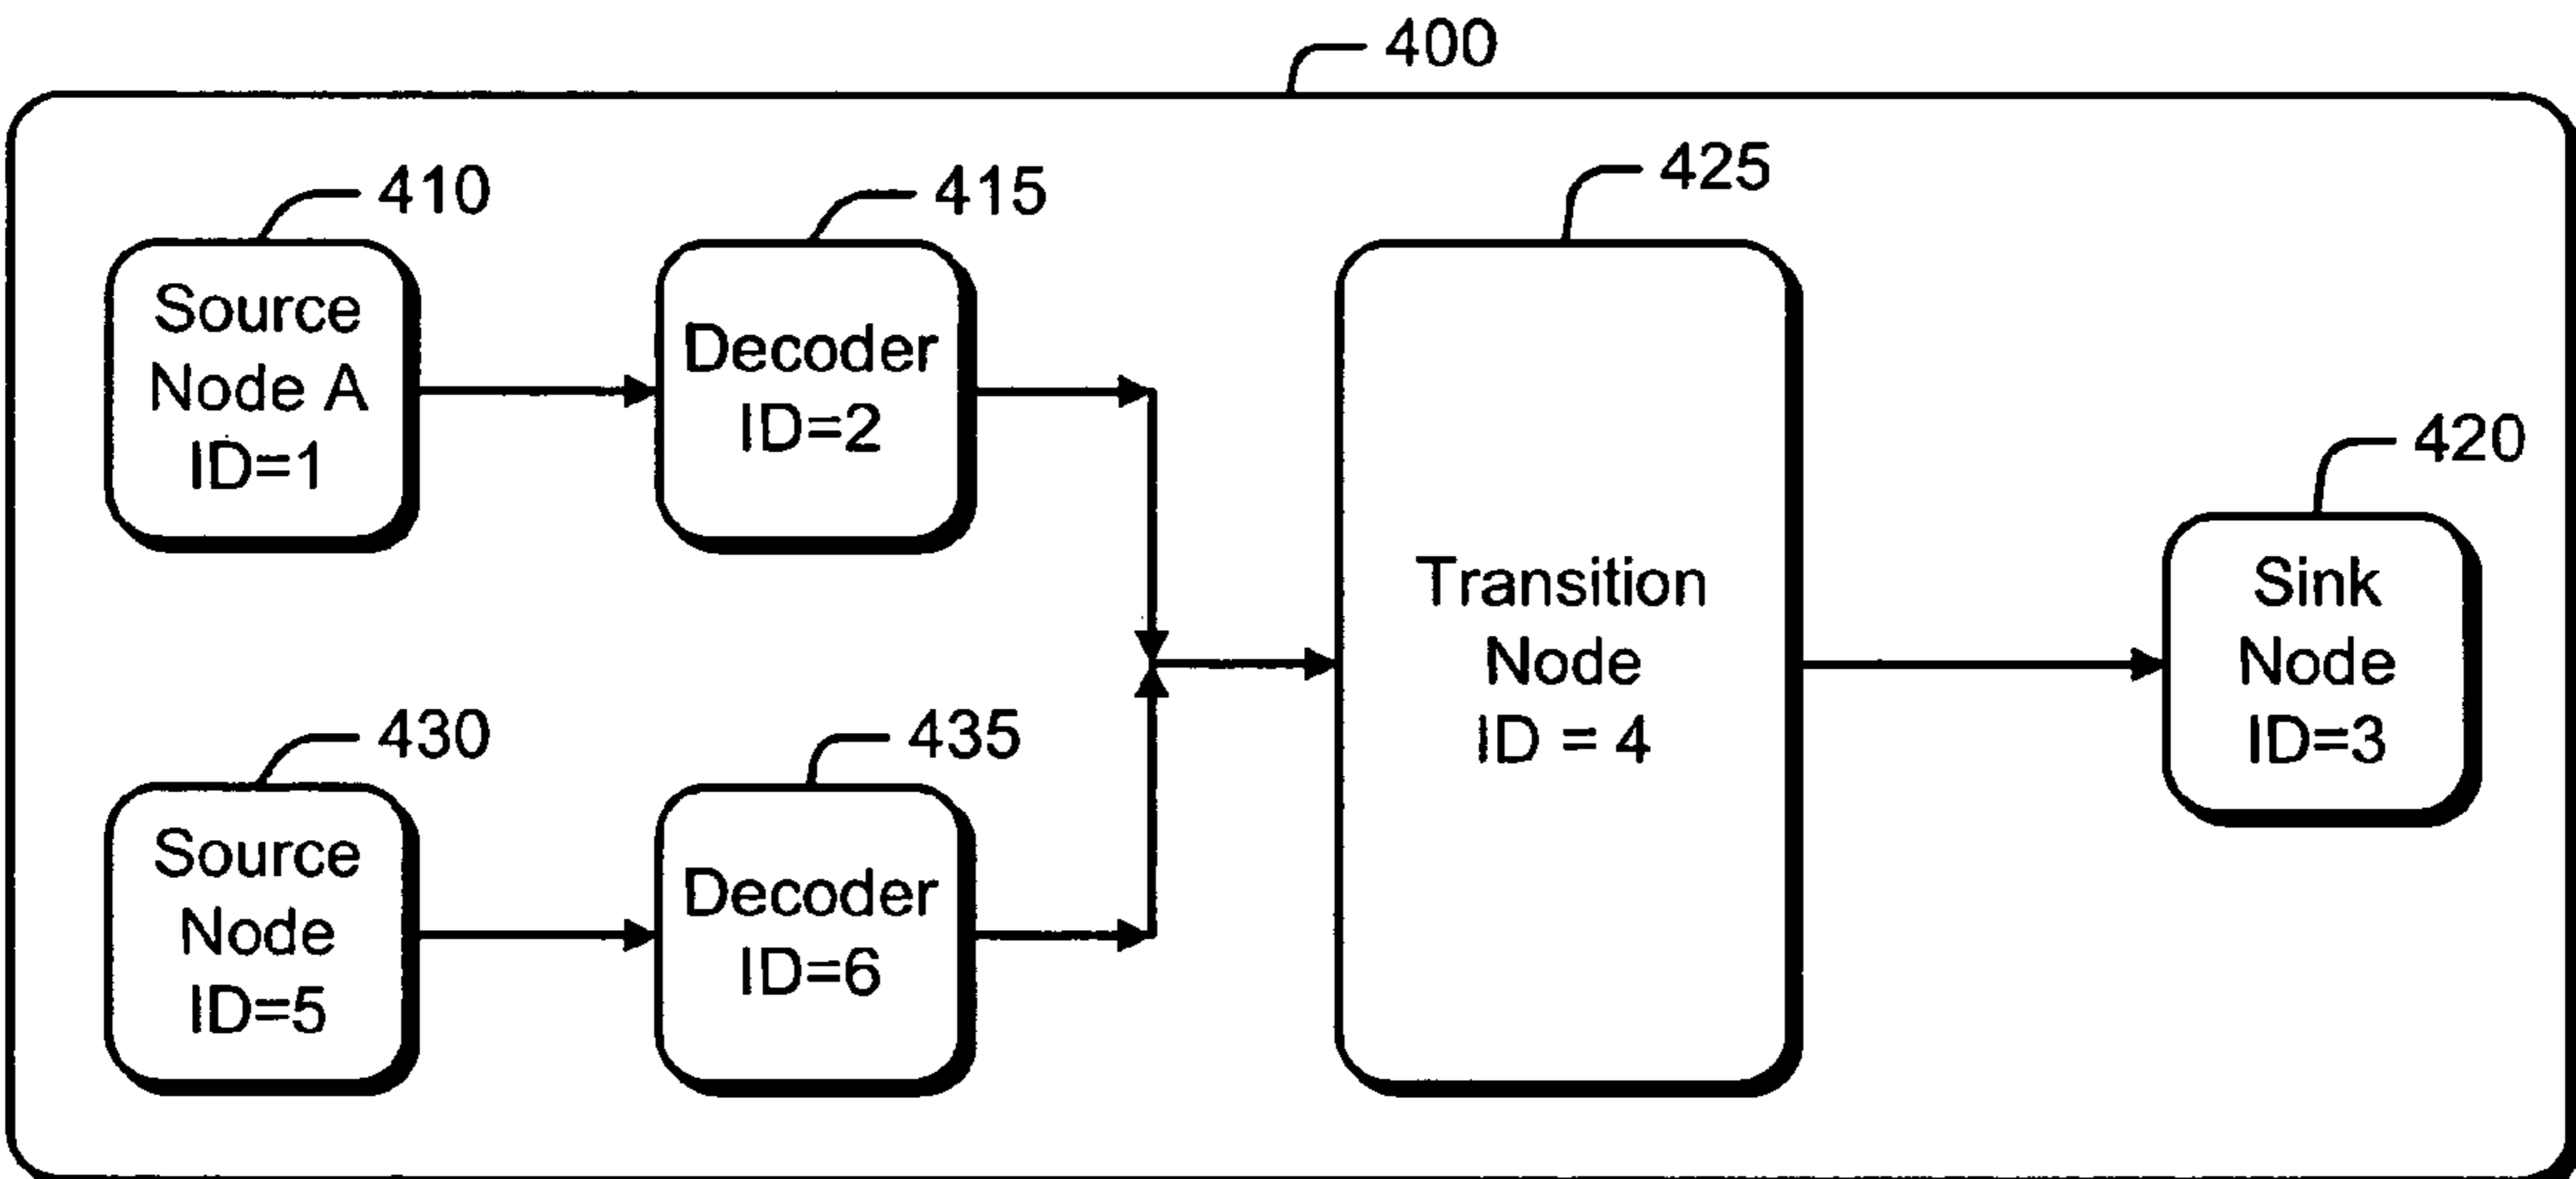 400
410
Source
Node A
ID=1
415
Decoder
ID=2
425
Transition
Node
ID = 4
420
Sink
Node
ID=3
430
Source
Node
ID=5
435
Decoder
ID=6